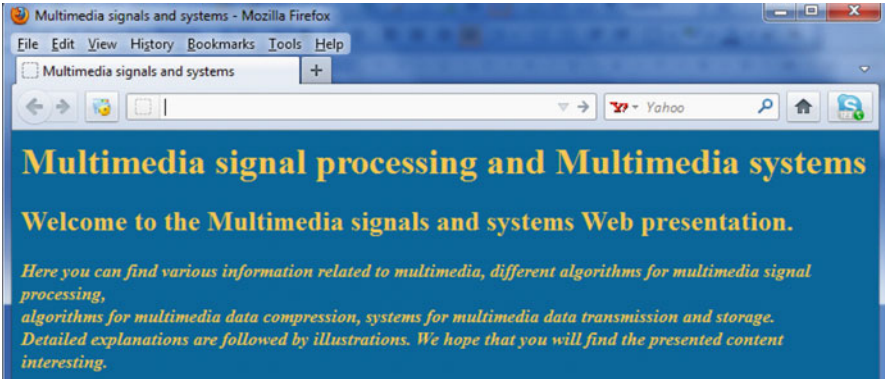 Multimedia signals and systems - Mozilla Firefox
File Edit View History Bookmarks Tools Help
Multimedia signals and systems +
Yahoo
Multimedia signal processing and Multimedia systems
Welcome to the Multimedia signals and systems Web presentation.
Here you can find various information related to multimedia, different algorithms for multimedia signal
processing,
algorithms for multimedia data compression, systems for multimedia data transmission and storage.
Detailed explanations are followed by illustrations. We hope that you will find the presented content
interesting.